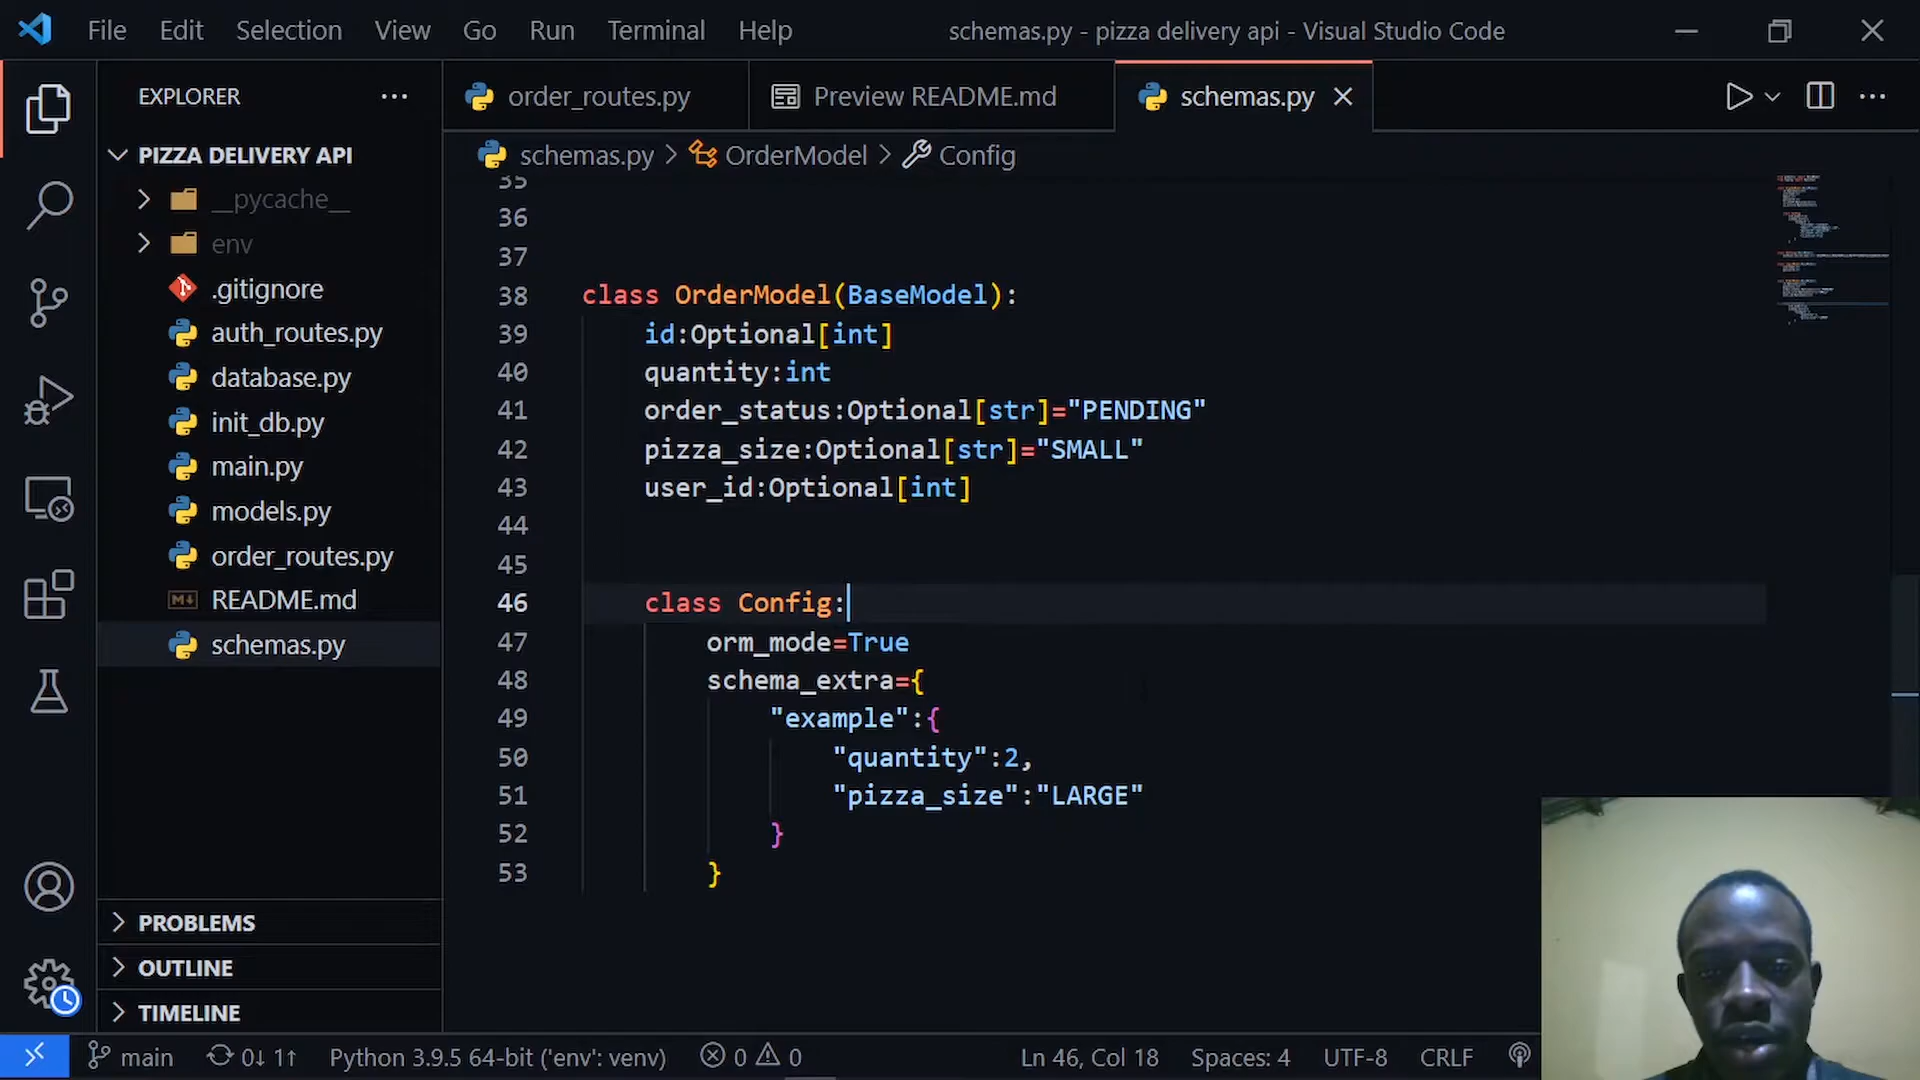 File Edit Selection View Go Run Terminal Help
schemas.py - pizza delivery api - Visual Studio Code
EXPLORER
order_routes.py
Preview README.md
schemas.py
PIZZA DELIVERY API
__pycache__
env
.gitignore
auth_routes.py
database.py
init_db.py
main.py
models.py
order_routes.py
README.md
schemas.py
PROBLEMS
OUTLINE
TIMELINE
schemas.py > OrderModel > Config
35
36
37
38 class OrderModel(BaseModel):
39 id:Optional[int]
40 quantity:int
41 order_status:Optional[str]="PENDING"
42 pizza_size:Optional[str]="SMALL"
43 user_id:Optional[int]
44
45
46 class Config:
47 orm_mode=True
48 schema_extra={
49 "example":{
50 "quantity":2,
51 "pizza_size":"LARGE"
52 }
53 }
main 0↓ 1↑ Python 3.9.5 64-bit ('env': venv) 0 0 Ln 46, Col 18 Spaces: 4 UTF-8 CRLF